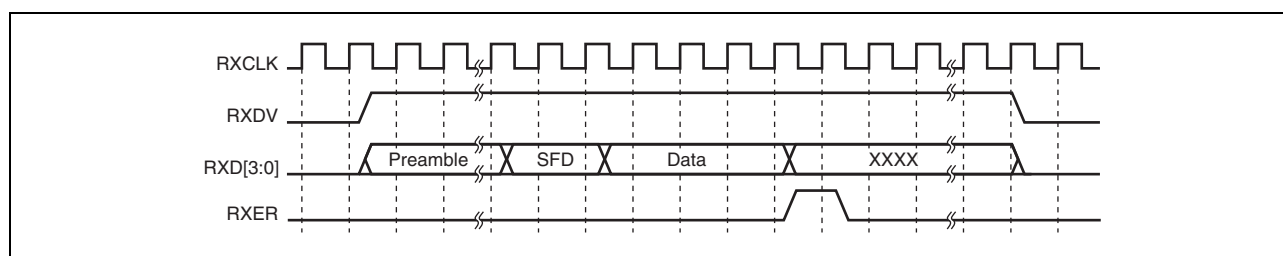 RXCLK
RXDV
RXD[3:0]
Preamble SFD Data XXXX
RXER